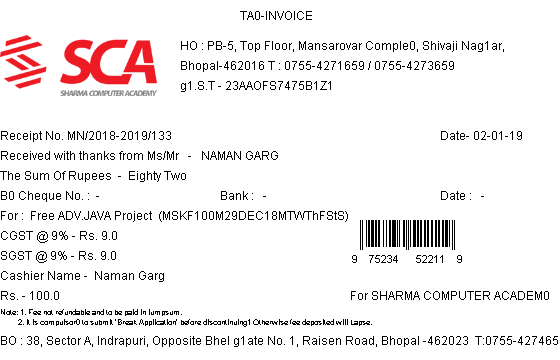 TA0-INVOICE
SCA
SHARMA COMPUTER ACADEMY
HO : PB-5, Top Floor, Mansarovar Comple0, Shivaji Nag1ar,
Bhopal-462016 T : 0755-4271659 / 0755-4273659
g1.S.T - 23AAOFS7475B1Z1
Receipt No. MN/2018-2019/133 Date- 02-01-19
Received with thanks from Ms/Mr - NAMAN GARG
The Sum Of Rupees - Eighty Two
B0 Cheque No. : - Bank : - Date : -
For : Free ADV.JAVA Project (MSKF100M29DEC18MTWThFStS)
CGST @ 9% - Rs. 9.0
SGST @ 9% - Rs. 9.0
9 75234 52211 9
Cashier Name - Naman Garg
Rs. - 100.0 For SHARMA COMPUTER ACADEM0
Note: 1. Fee not refundable and to be paid in lumpsum.
2. It is compulsor0 to submit 'Break Application' before discontinuing1 Otherwise fee deposited will Lapse.
BO : 38, Sector A, Indrapuri, Opposite Bhel g1ate No. 1, Raisen Road, Bhopal -462023 T:0755-427465